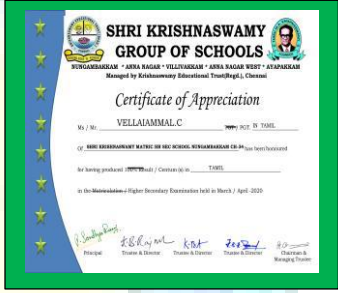 SHRI KRISHNASWAMY
GROUP OF SCHOOLS
NUNGAMBAKKAM * ANNA NAGAR * VILLIVAKKAM * ANNA NAGAR WEST * AYAPAKKAM
Managed by Krishnaswamy Educational Trust(Regd.), Chennai
Certificate of Appreciation
Ms / Mr. VELLAIAMMAL.C PGT IN TAMIL
Of SHRI KRISHNASWAMY MATRIC HR SEC SCHOOL NUNGAMBAKKAM CH-34 has been honoured
for having produced 100% Result / Centum (s) in TAMIL
in the Matriculation / Higher Secondary Examination held in March / April -2020
Principal Trustee & Director Trustee & Director Trustee & Director Chairman &
Managing Trustee